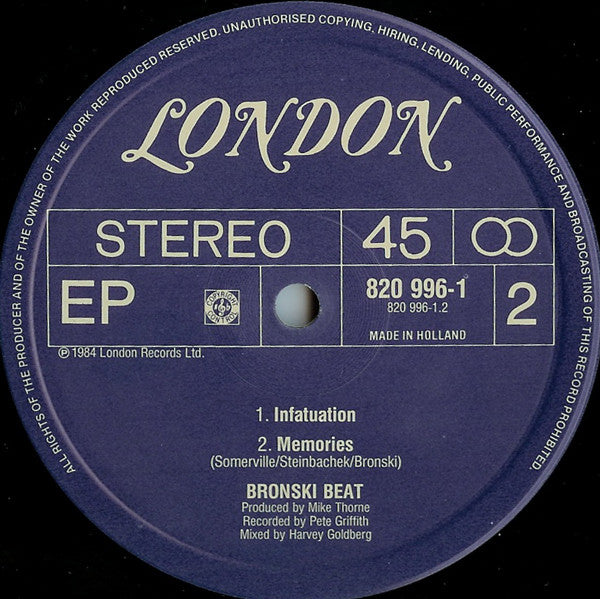 ALL RIGHTS OF THE PRODUCER AND OF THE OWNER OF THE WORK REPRODUCED RESERVED. UNAUTHORISED COPYING, HIRING, LENDING, PUBLIC PERFORMANCE AND BROADCASTING OF THIS RECORD PROHIBITED.
LONDON
STEREO 45
EP COPYRIGHT CONTROL 820 996-1 2
820 996-1.2
MADE IN HOLLAND
℗ 1984 London Records Ltd.
1. Infatuation
2. Memories
(Somerville/Steinbachek/Bronski)
BRONSKI BEAT
Produced by Mike Thorne
Recorded by Pete Griffith
Mixed by Harvey Goldberg